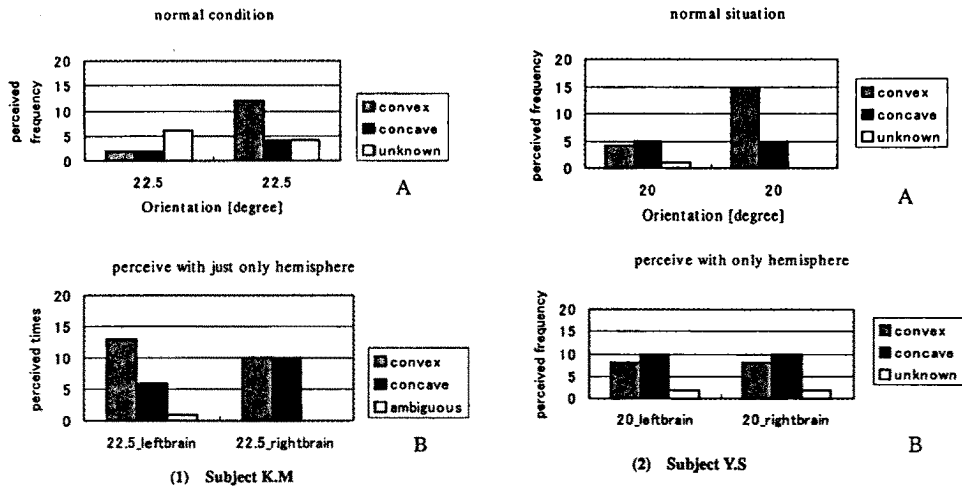 normal condition
perceived frequency
20
15
10
5
0
22.5
22.5
Orientation [degree]
convex
concave
unknown
A
perceive with just only hemisphere
perceived times
20
15
10
5
0
22.5_leftbrain
22.5_rightbrain
convex
concave
ambiguous
B
(1) Subject K.M
normal situation
perceived frequency
20
15
10
5
0
20
20
Orientation [degree]
convex
concave
unknown
A
perceive with only hemisphere
perceived frequency
20
15
10
5
0
20_leftbrain
20_rightbrain
convex
concave
unknown
B
(2) Subject Y.S